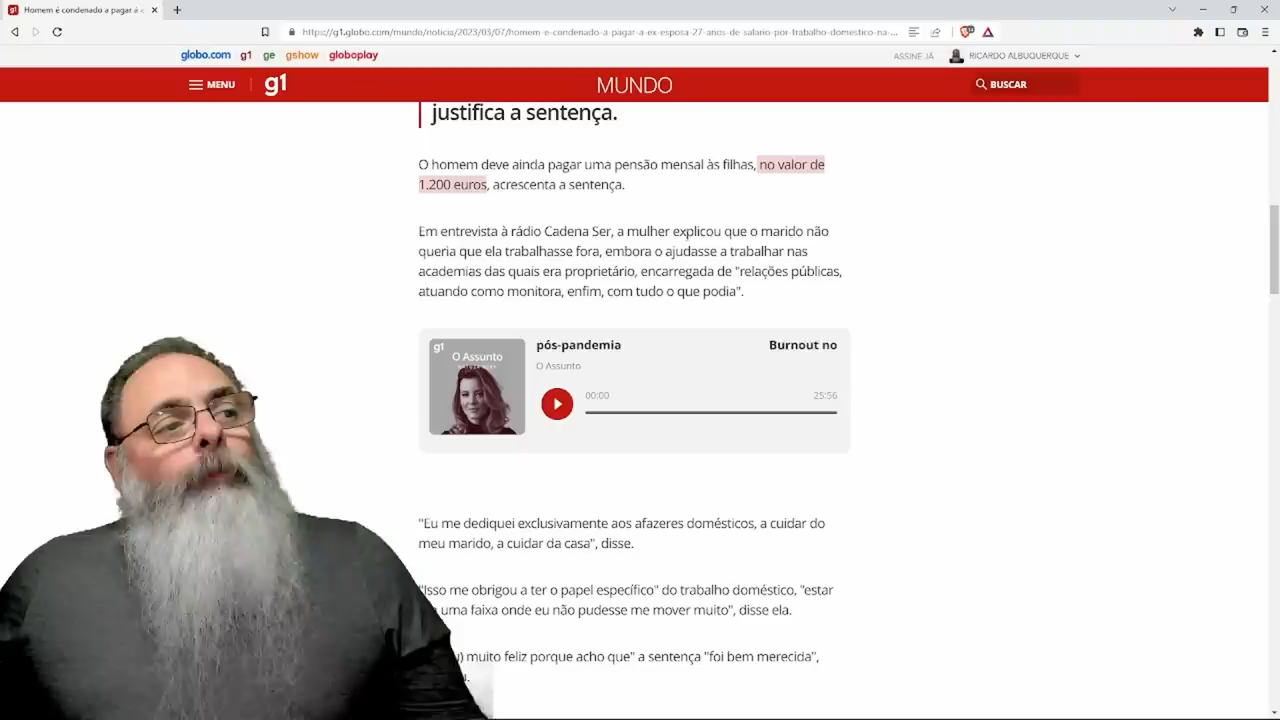 Homem é condenado a pagar à
https://g1.globo.com/mundo/noticia/2023/03/07/homem-e-condenado-a-pagar-a-ex-esposa-27-anos-de-salario-por-trabalho-domestico-na-...
globo.com g1 ge gshow globoplay
ASSINE JÁ RICARDO ALBUQUERQUE
MENU g1 MUNDO BUSCAR
justifica a sentença.
O homem deve ainda pagar uma pensão mensal às filhas, no valor de
1.200 euros, acrescenta a sentença.
Em entrevista à rádio Cadena Ser, a mulher explicou que o marido não
queria que ela trabalhasse fora, embora o ajudasse a trabalhar nas
academias das quais era proprietário, encarregada de "relações públicas,
atuando como monitora, enfim, com tudo o que podia".
g1
O Assunto
pós-pandemia Burnout no
O Assunto
00:00 25:56
"Eu me dediquei exclusivamente aos afazeres domésticos, a cuidar do
meu marido, a cuidar da casa", disse.
"Isso me obrigou a ter o papel específico" do trabalho doméstico, "estar
uma faixa onde eu não pudesse me mover muito", disse ela.
muito feliz porque acho que" a sentença "foi bem merecida",